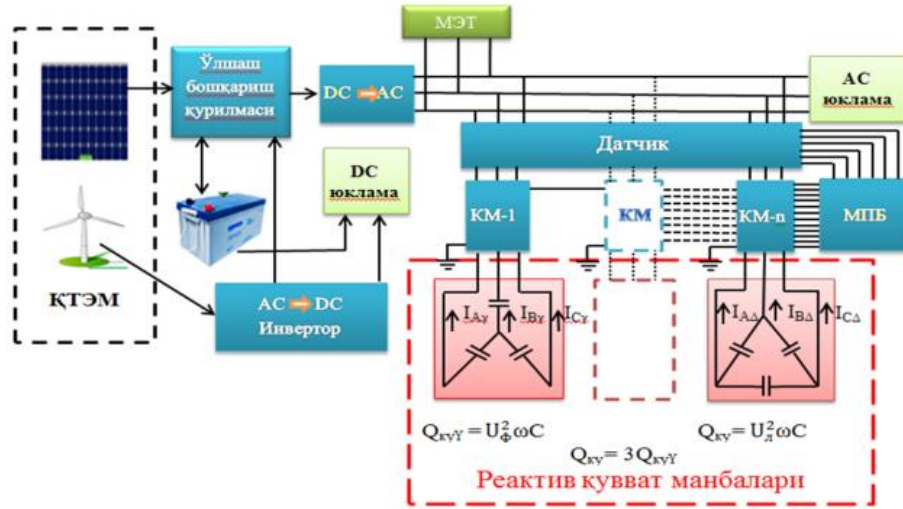 МЭТ
Ўлшаш
бошқариш
қурилмаси
DC AC
AC
юклама
Датчик
DC
юклама
КМ-1
КМ
КМ-n
МПБ
ҚТЭМ
AC DC
Инвертор
I_AY I_BY I_CY
I_AΔ I_BΔ I_CΔ
Q_куY = U_ф^2 ωC
Q_ку = U_л^2 ωC
Q_ку = 3 Q_куY
Реактив қувват манбалари